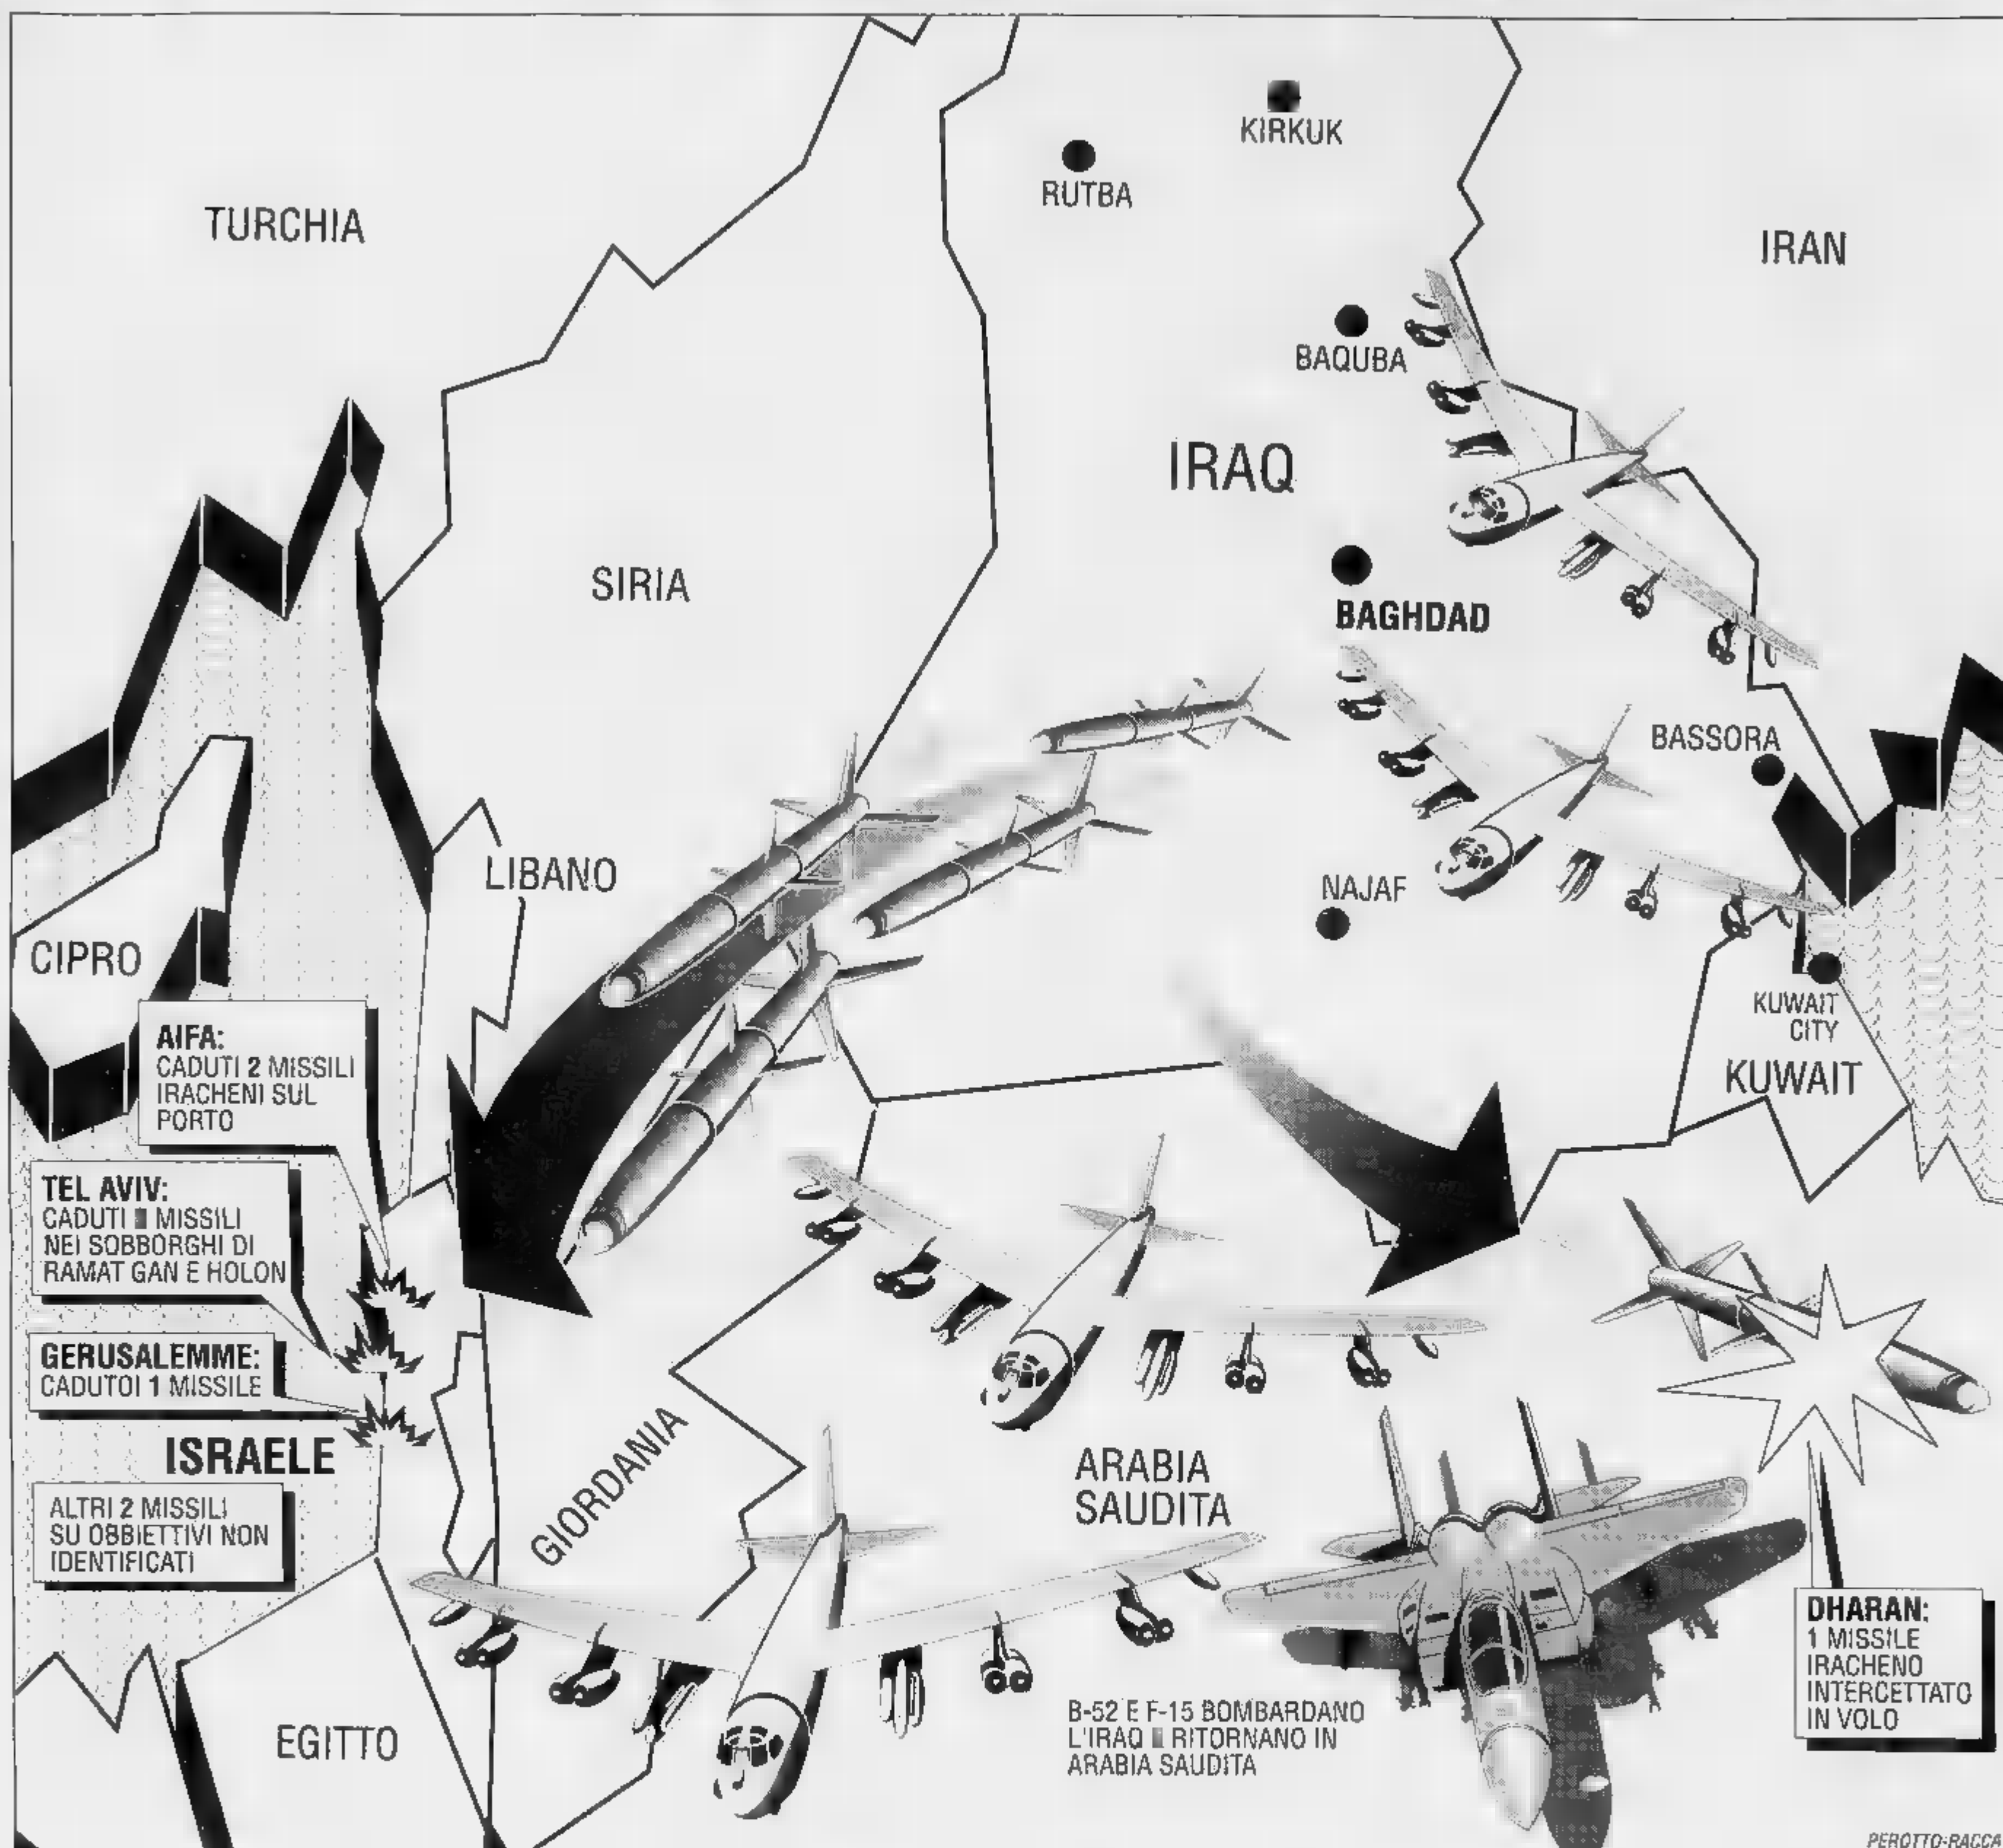 KIRKUK
RUTBA
TURCHIA
IRAN
BAQUBA
IRAQ
SIRIA
BAGHDAD
BASSORA
LIBANO
NAJAF
CIPRO
KUWAIT
CITY
KUWAIT
AIFA:
CADUTI 2 MISSILI
IRACHENI SUL
PORTO
TEL AVIV:
CADUTI MISSILI
NEI SOBBORGHI DI
RAMAT GAN E HOLON
GERUSALEMME:
CADUTOI 1 MISSILE
ISRAELE
ALTRI 2 MISSILI
SU OBBIETTIVI NON
IDENTIFICATI
GIORDANIA
ARABIA
SAUDITA
EGITTO
B-52 E F-15 BOMBARDANO
L'IRAQ RITORNANO IN
ARABIA SAUDITA
DHARAN:
1 MISSILE
IRACHENO
INTERCETTATO
IN VOLO
PEROTTO-RACCA